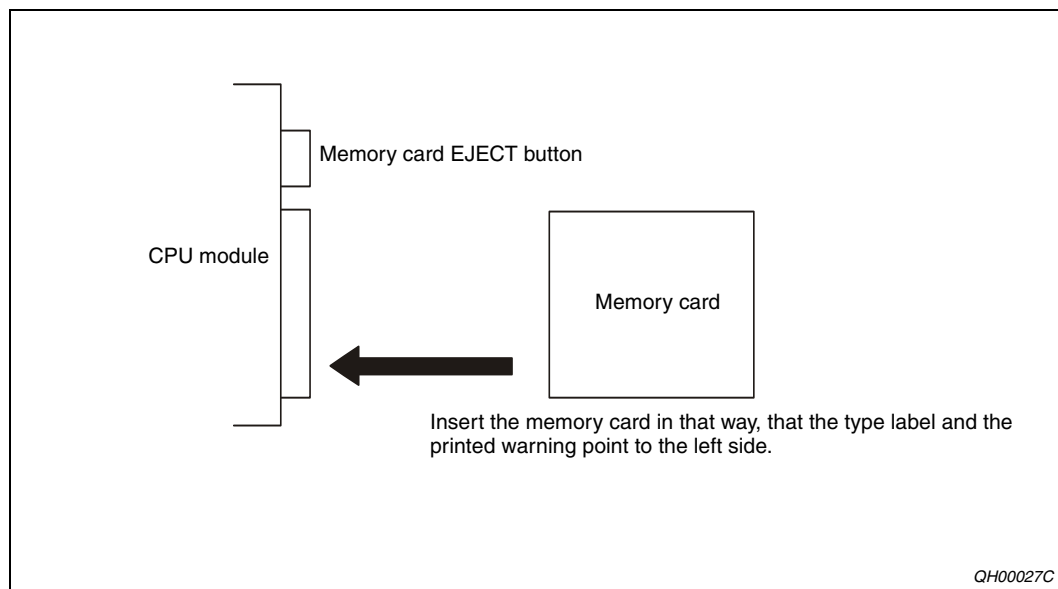 Memory card EJECT button
CPU module
Memory card
Insert the memory card in that way, that the type label and the
printed warning point to the left side.
QH00027C